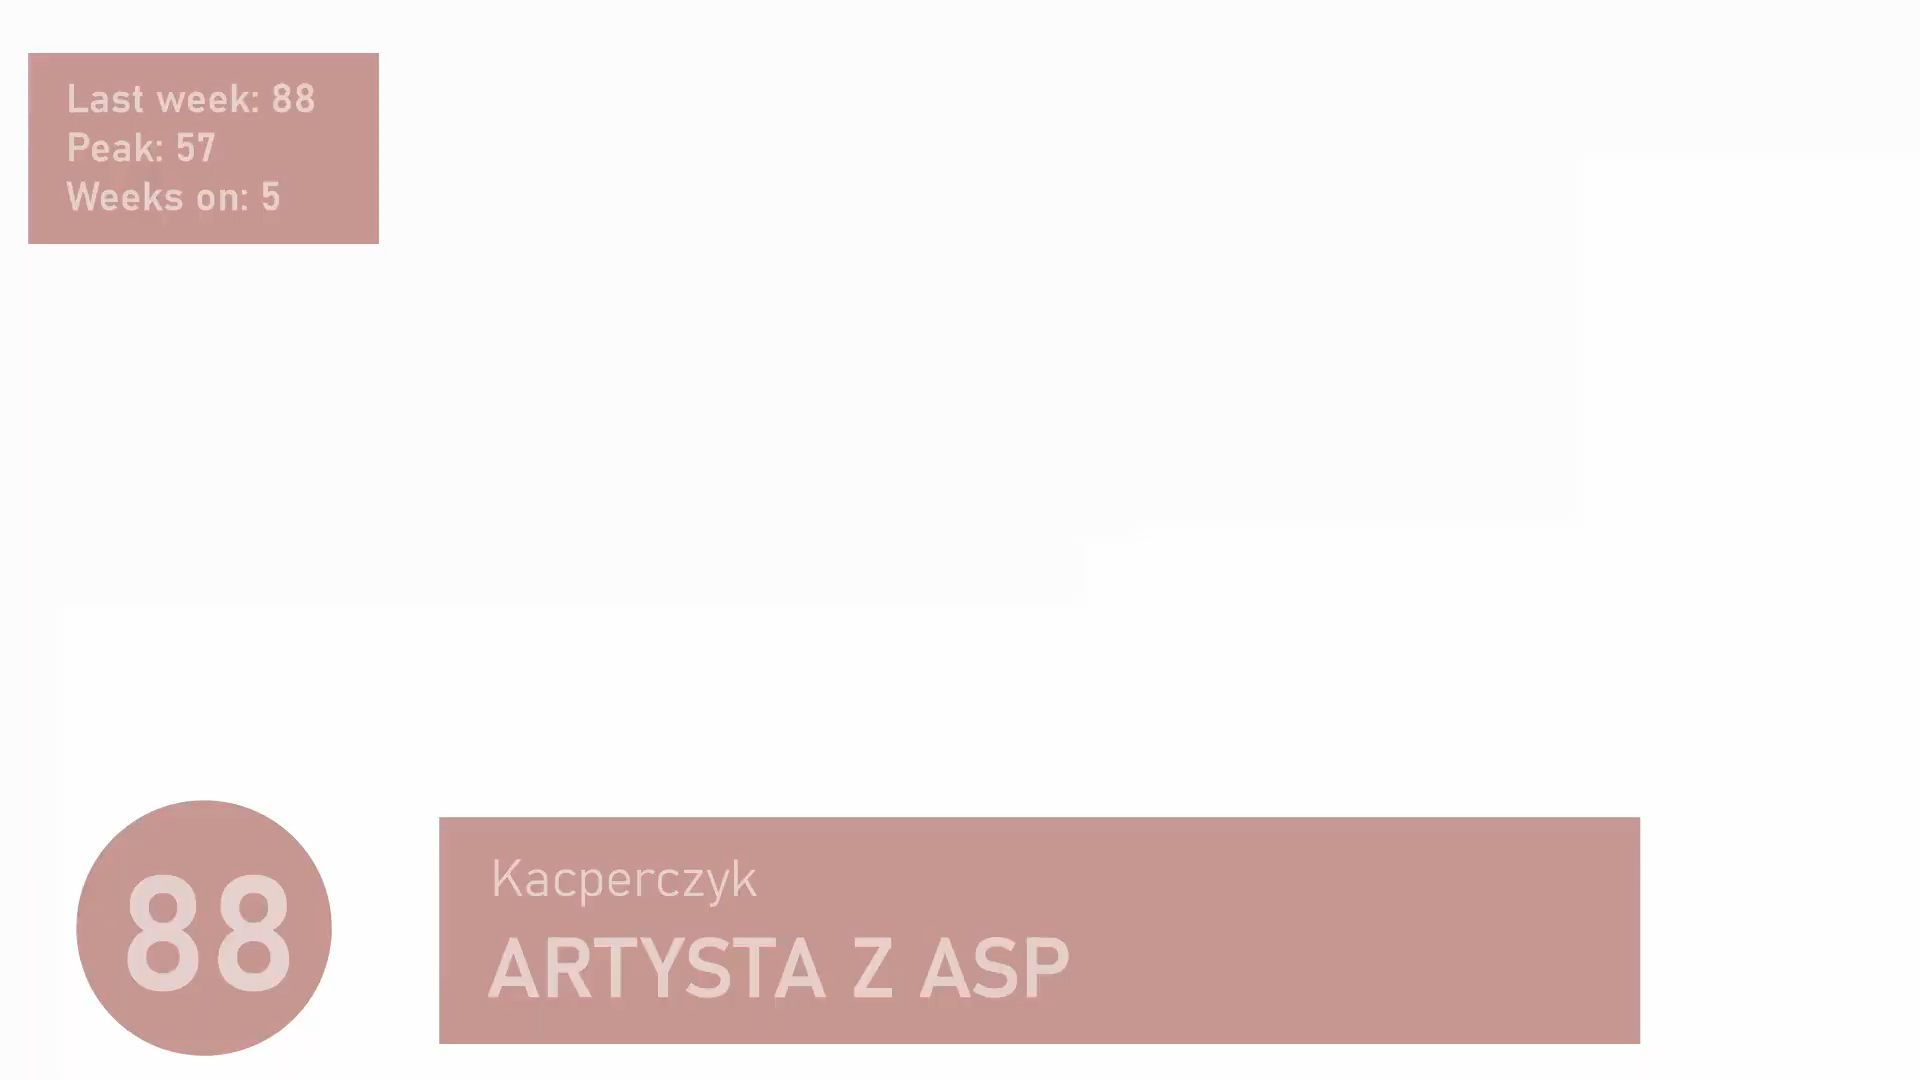 Last week: 88
Peak: 57
Weeks on: 5
88
Kacperczyk
ARTYSTA Z ASP